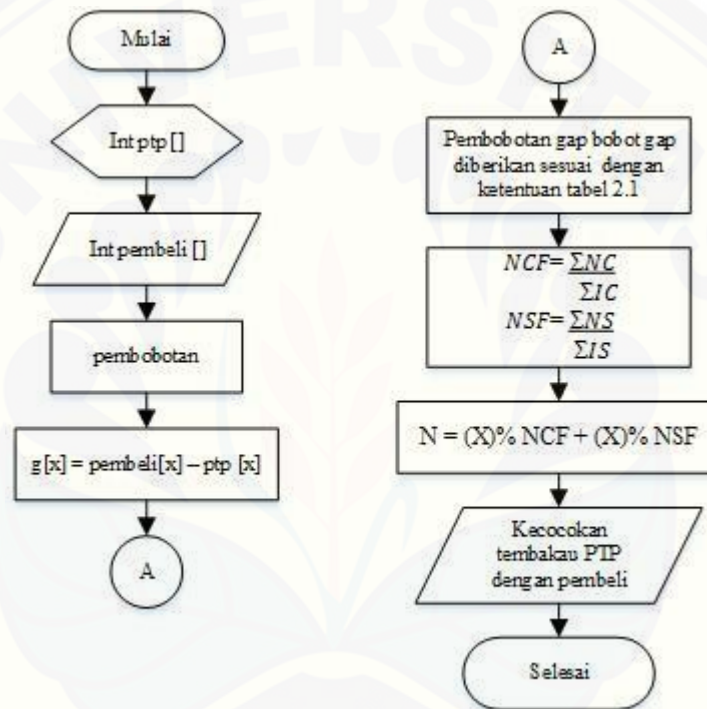 Mulai
Int ptp []
Int pembeli []
pembobotan
g[x] = pembeli[x] – ptp [x]
A
A
Pembobotan gap bobot gap
diberikan sesuai dengan
ketentuan tabel 2.1
NCF= ΣNC
ΣIC
NSF= ΣNS
ΣIS
N = (X)% NCF + (X)% NSF
Kecocokan
tembakau PTP
dengan pembeli
Selesai